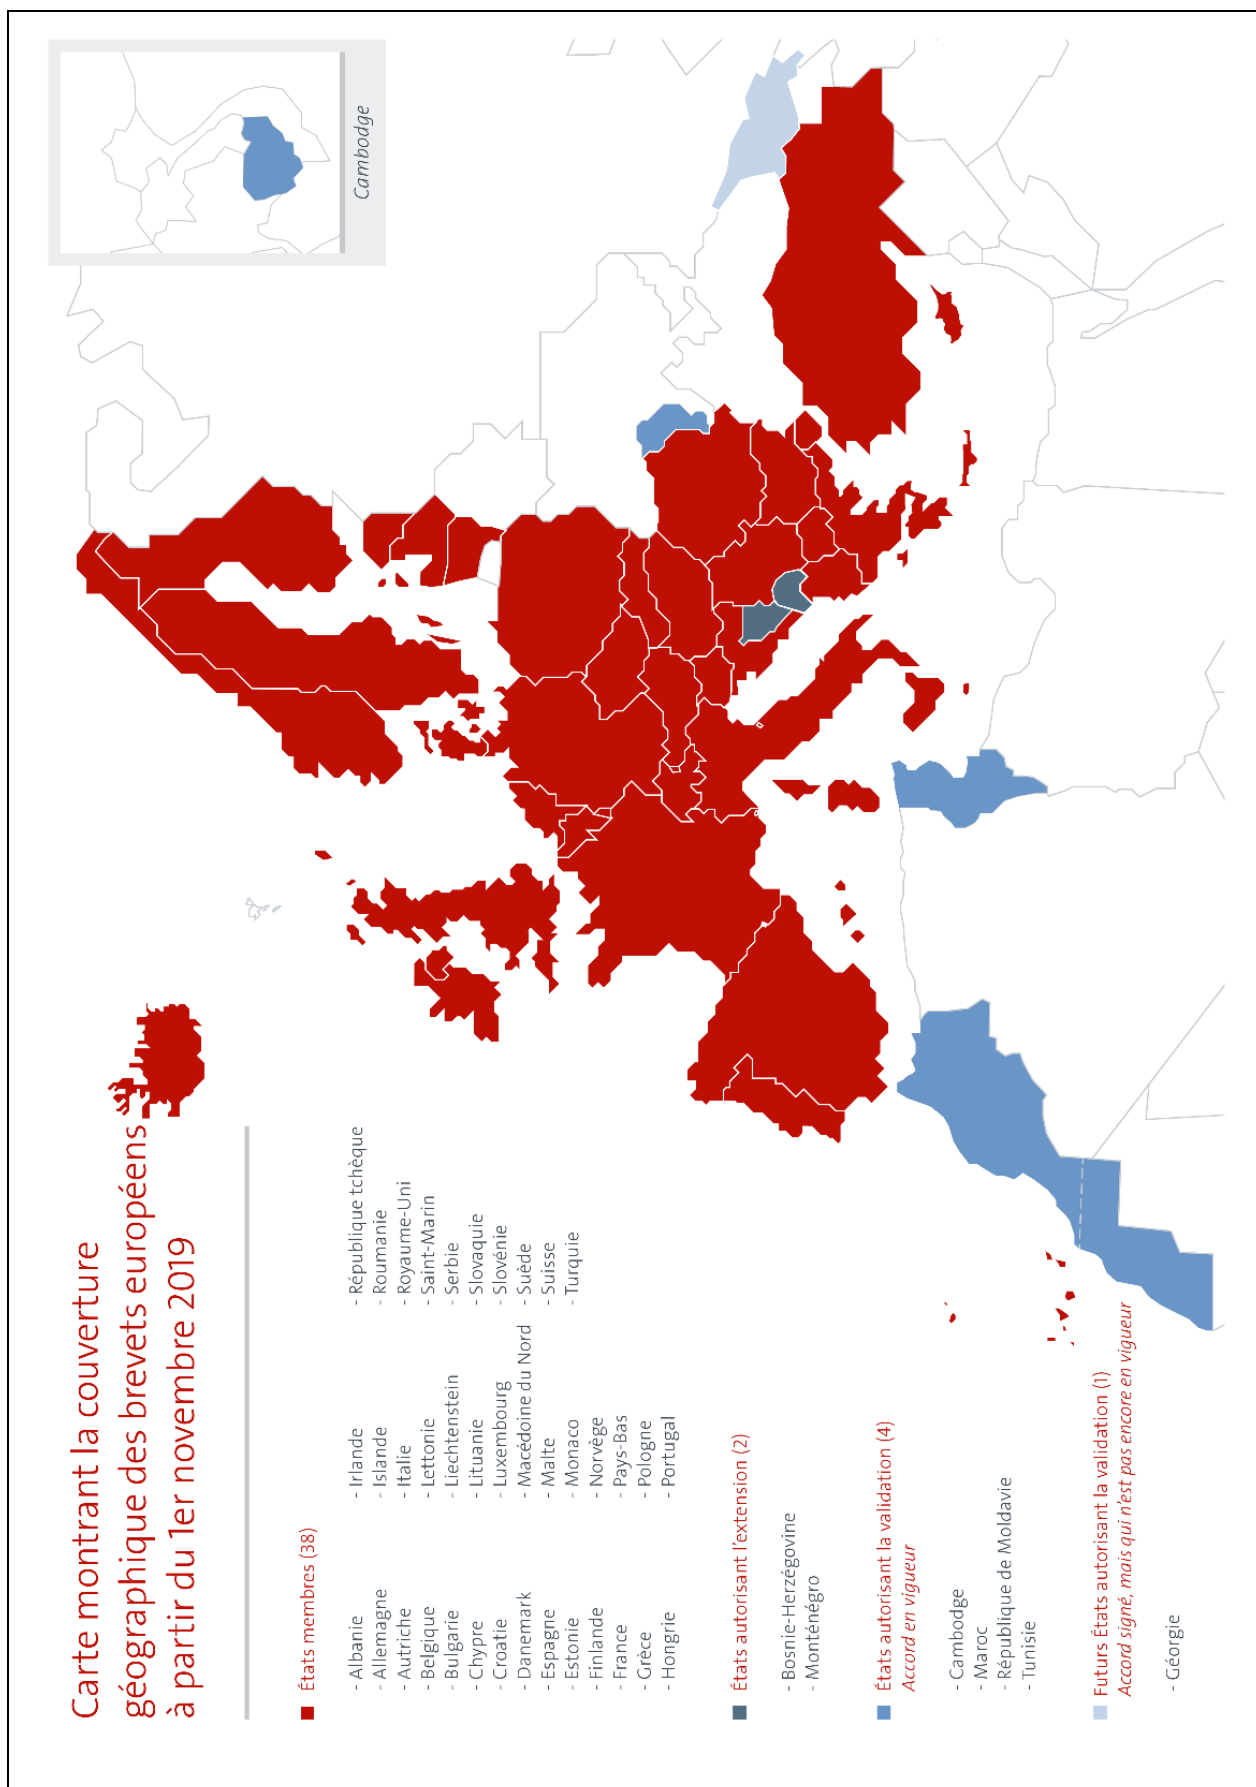 Carte montrant la couverture
géographique des brevets européens
à partir du 1er novembre 2019
États membres (38)
- Albanie
- Allemagne
- Autriche
- Belgique
- Bulgarie
- Chypre
- Croatie
- Danemark
- Espagne
- Estonie
- Finlande
- France
- Grèce
- Hongrie
- Irlande
- Islande
- Italie
- Lettonie
- Liechtenstein
- Lituanie
- Luxembourg
- Macédoine du Nord
- Malte
- Monaco
- Norvège
- Pays-Bas
- Pologne
- Portugal
- République tchèque
- Roumanie
- Royaume-Uni
- Saint-Marin
- Serbie
- Slovaquie
- Slovénie
- Suède
- Suisse
- Turquie
États autorisant l'extension (2)
- Bosnie-Herzégovine
- Monténégro
États autorisant la validation (4)
Accord en vigueur
- Cambodge
- Maroc
- République de Moldavie
- Tunisie
Futurs États autorisant la validation (1)
Accord signé, mais qui n'est pas encore en vigueur
- Géorgie
Cambodge